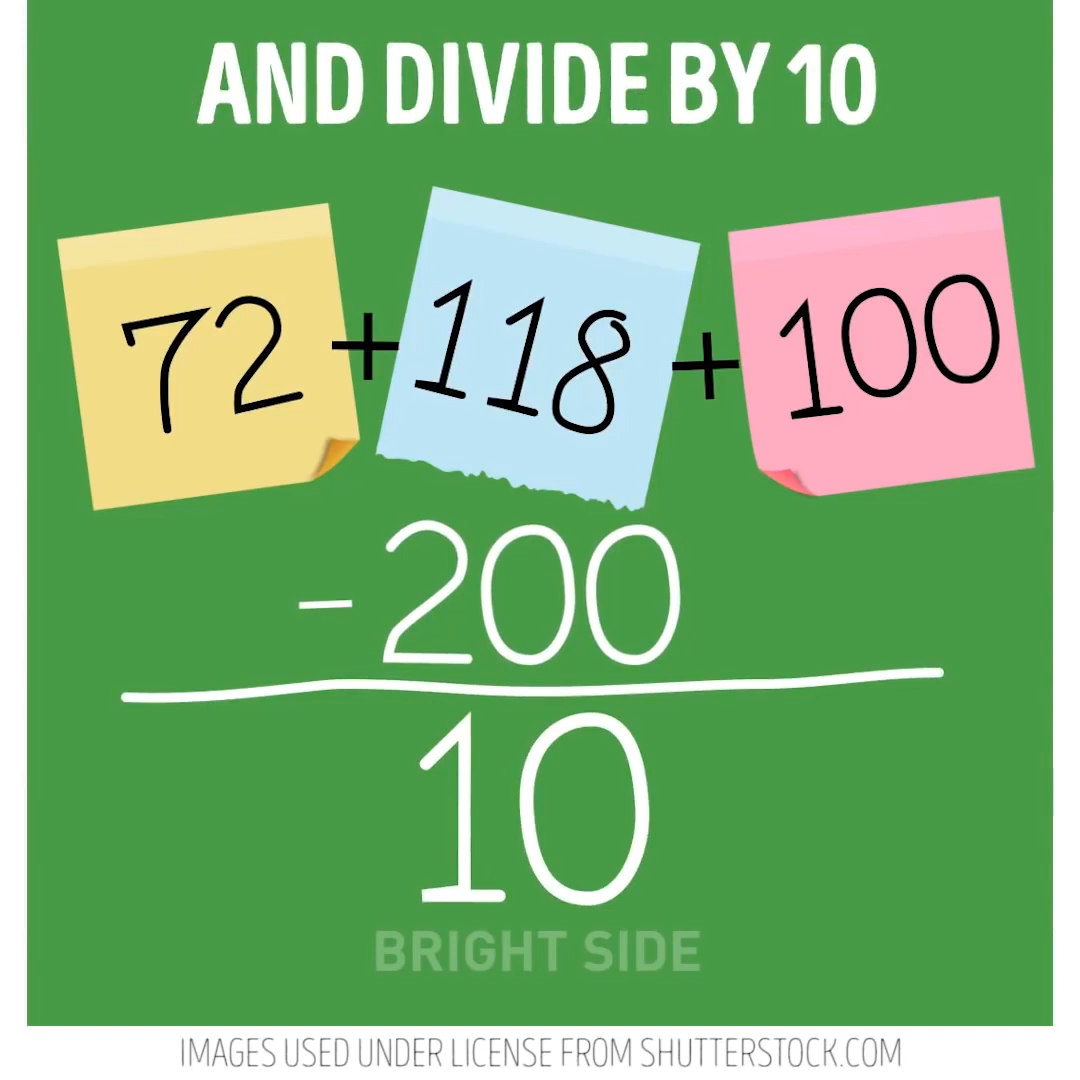 AND DIVIDE BY 10
72 + 118 + 100
- 200
10
BRIGHT SIDE
IMAGES USED UNDER LICENSE FROM SHUTTERSTOCK.COM